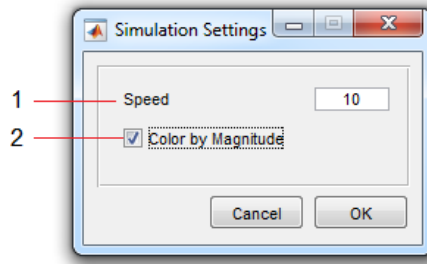 Simulation Settings
1 Speed 10
2 Color by Magnitude
Cancel OK